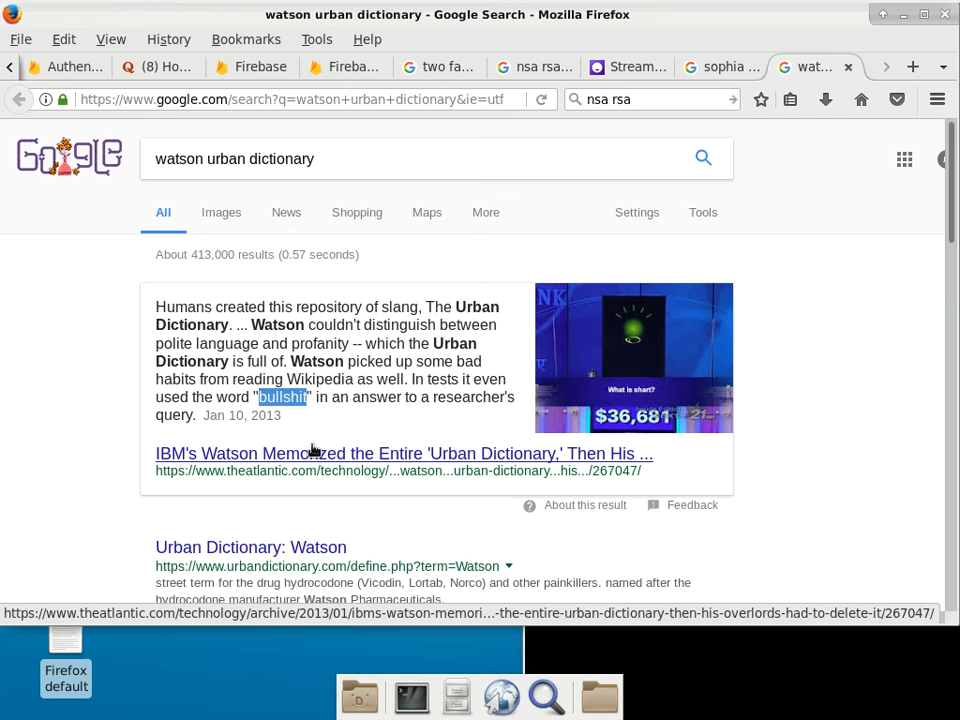 watson urban dictionary - Google Search - Mozilla Firefox
File Edit View History Bookmarks Tools Help
Authen... (8) Ho... Firebase Fireba... two fa... nsa rsa... Stream... sophia ... wat...
https://www.google.com/search?q=watson+urban+dictionary&ie=utf nsa rsa
Google
watson urban dictionary
All Images News Shopping Maps More Settings Tools
About 413,000 results (0.57 seconds)
Humans created this repository of slang, The Urban
Dictionary. ... Watson couldn't distinguish between
polite language and profanity -- which the Urban
Dictionary is full of. Watson picked up some bad
habits from reading Wikipedia as well. In tests it even
used the word "bullshit" in an answer to a researcher's
query. Jan 10, 2013
NK
What is shart?
$36,681
IBM's Watson Memorized the Entire 'Urban Dictionary,' Then His ...
https://www.theatlantic.com/technology/...watson...urban-dictionary...his.../267047/
About this result Feedback
Urban Dictionary: Watson
https://www.urbandictionary.com/define.php?term=Watson
street term for the drug hydrocodone (Vicodin, Lortab, Norco) and other painkillers. named after the
hydrocodone manufacturer Watson Pharmaceuticals.
https://www.theatlantic.com/technology/archive/2013/01/ibms-watson-memori...-the-entire-urban-dictionary-then-his-overlords-had-to-delete-it/267047/
Firefox
default